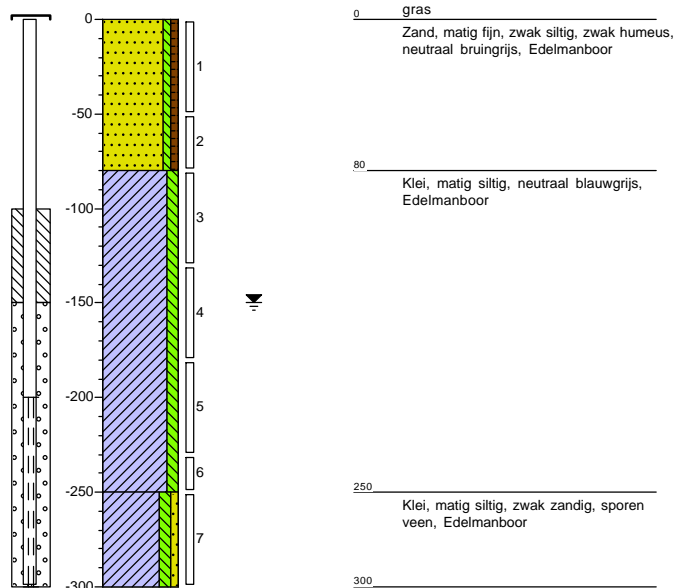 0
-50
-100
-150
-200
-250
-300
1
2
3
4
5
6
7
0
gras
Zand, matig fijn, zwak siltig, zwak humeus,
neutraal bruingrijs, Edelmanboor
80
Klei, matig siltig, neutraal blauwgrijs,
Edelmanboor
250
Klei, matig siltig, zwak zandig, sporen
veen, Edelmanboor
300